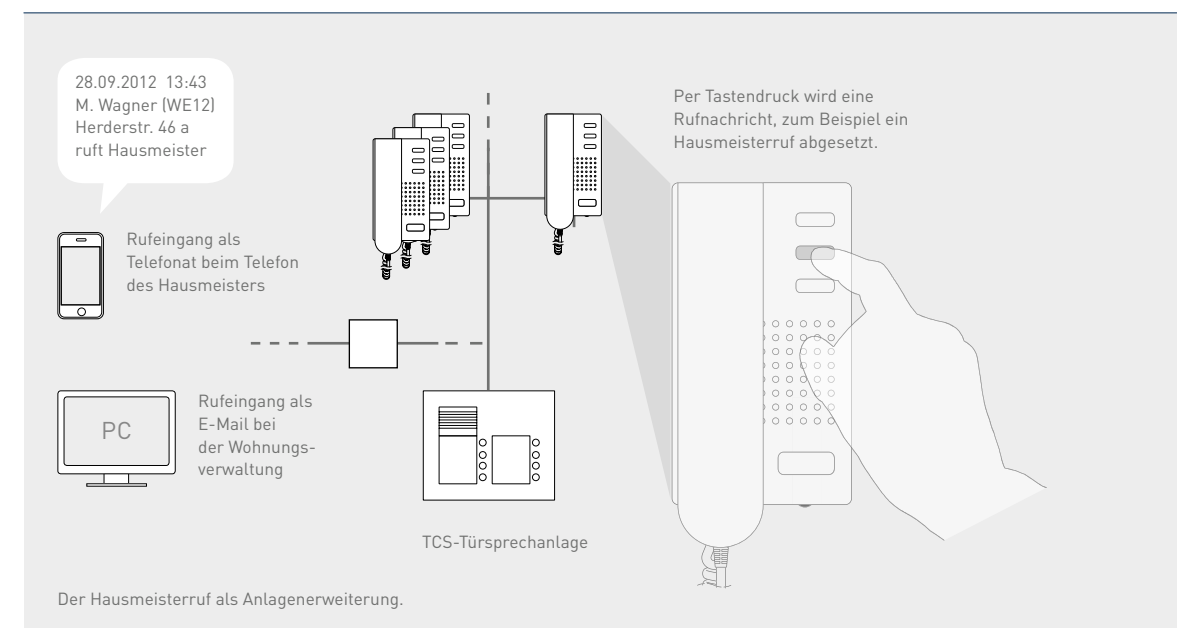 28.09.2012 13:43
M. Wagner (WE12)
Herderstr. 46 a
ruft Hausmeister
Per Tastendruck wird eine
Rufnachricht, zum Beispiel ein
Hausmeisterruf abgesetzt.
Rufeingang als
Telefonat beim Telefon
des Hausmeisters
PC
Rufeingang als
E-Mail bei
der Wohnungs-
verwaltung
TCS-Türsprechanlage
Der Hausmeisterruf als Anlagenerweiterung.